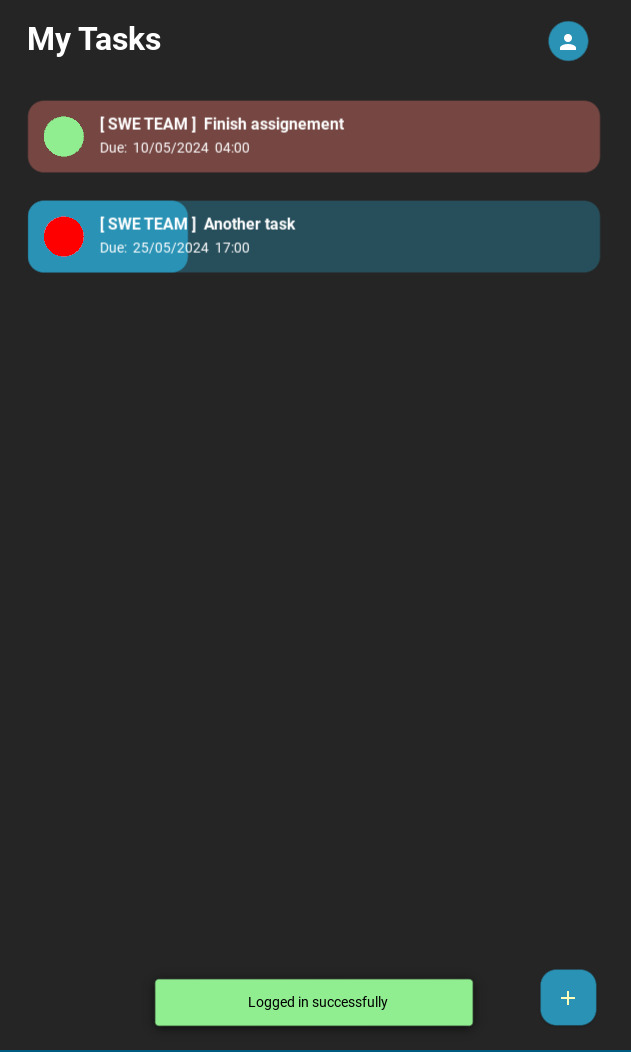 My Tasks
[ SWE TEAM ]  Finish assignement
Due:  10/05/2024  04:00
[ SWE TEAM ]  Another task
Due:  25/05/2024  17:00
Logged in successfully
+